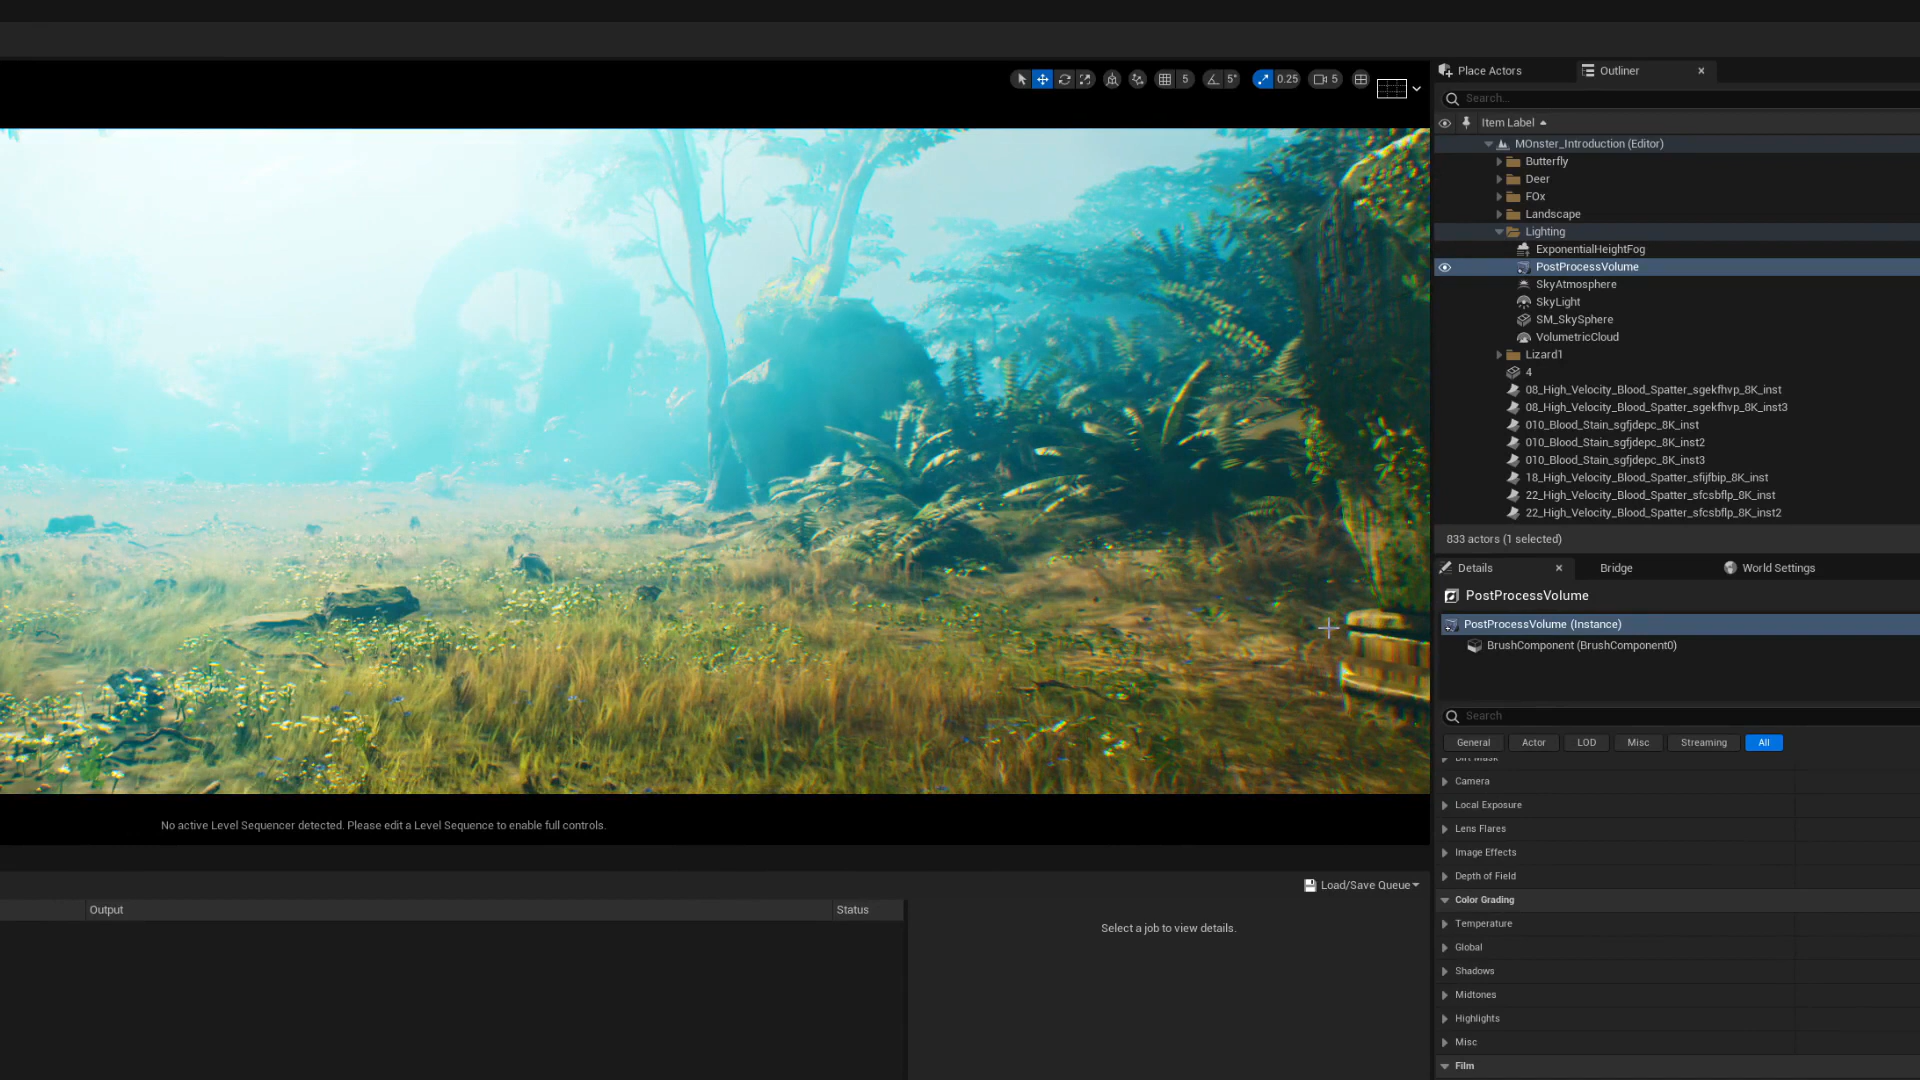 5
5°
0.25
5
Place Actors
Outliner
Search...
Item Label
MOnster_Introduction (Editor)
Butterfly
Deer
FOx
Landscape
Lighting
ExponentialHeightFog
PostProcessVolume
SkyAtmosphere
SkyLight
SM_SkySphere
VolumetricCloud
Lizard1
4
08_High_Velocity_Blood_Spatter_sgekfhvp_8K_inst
08_High_Velocity_Blood_Spatter_sgekfhvp_8K_inst3
010_Blood_Stain_sgfjdepc_8K_inst
010_Blood_Stain_sgfjdepc_8K_inst2
010_Blood_Stain_sgfjdepc_8K_inst3
18_High_Velocity_Blood_Spatter_sfijfbip_8K_inst
22_High_Velocity_Blood_Spatter_sfcsbflp_8K_inst
22_High_Velocity_Blood_Spatter_sfcsbflp_8K_inst2
833 actors (1 selected)
Details
Bridge
World Settings
PostProcessVolume
PostProcessVolume (Instance)
BrushComponent (BrushComponent0)
Search
General
Actor
LOD
Misc
Streaming
All
Dirt Mask
Camera
Local Exposure
Lens Flares
Image Effects
Depth of Field
Color Grading
Temperature
Global
Shadows
Midtones
Highlights
Misc
Film
No active Level Sequencer detected. Please edit a Level Sequence to enable full controls.
Load/Save Queue
Output
Status
Select a job to view details.